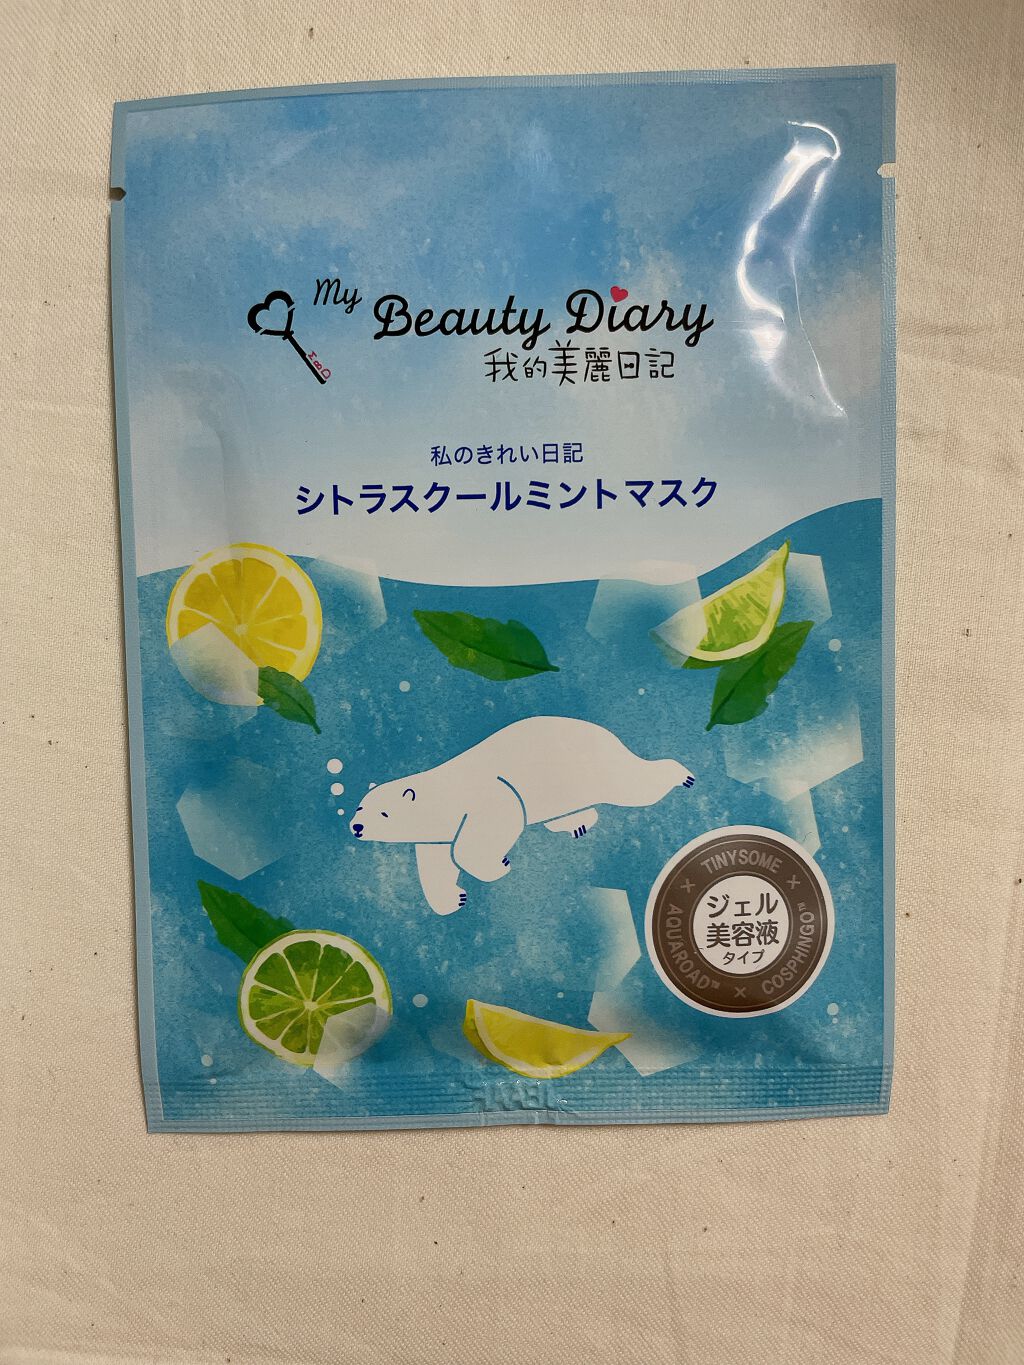 My Beauty Diary
我的美麗日記
M8D
私のきれい日記
シトラスクールミントマスク
TINYSOME × COSPHINGO™ × AQUAROAD™ ×
ジェル
美容液
タイプ